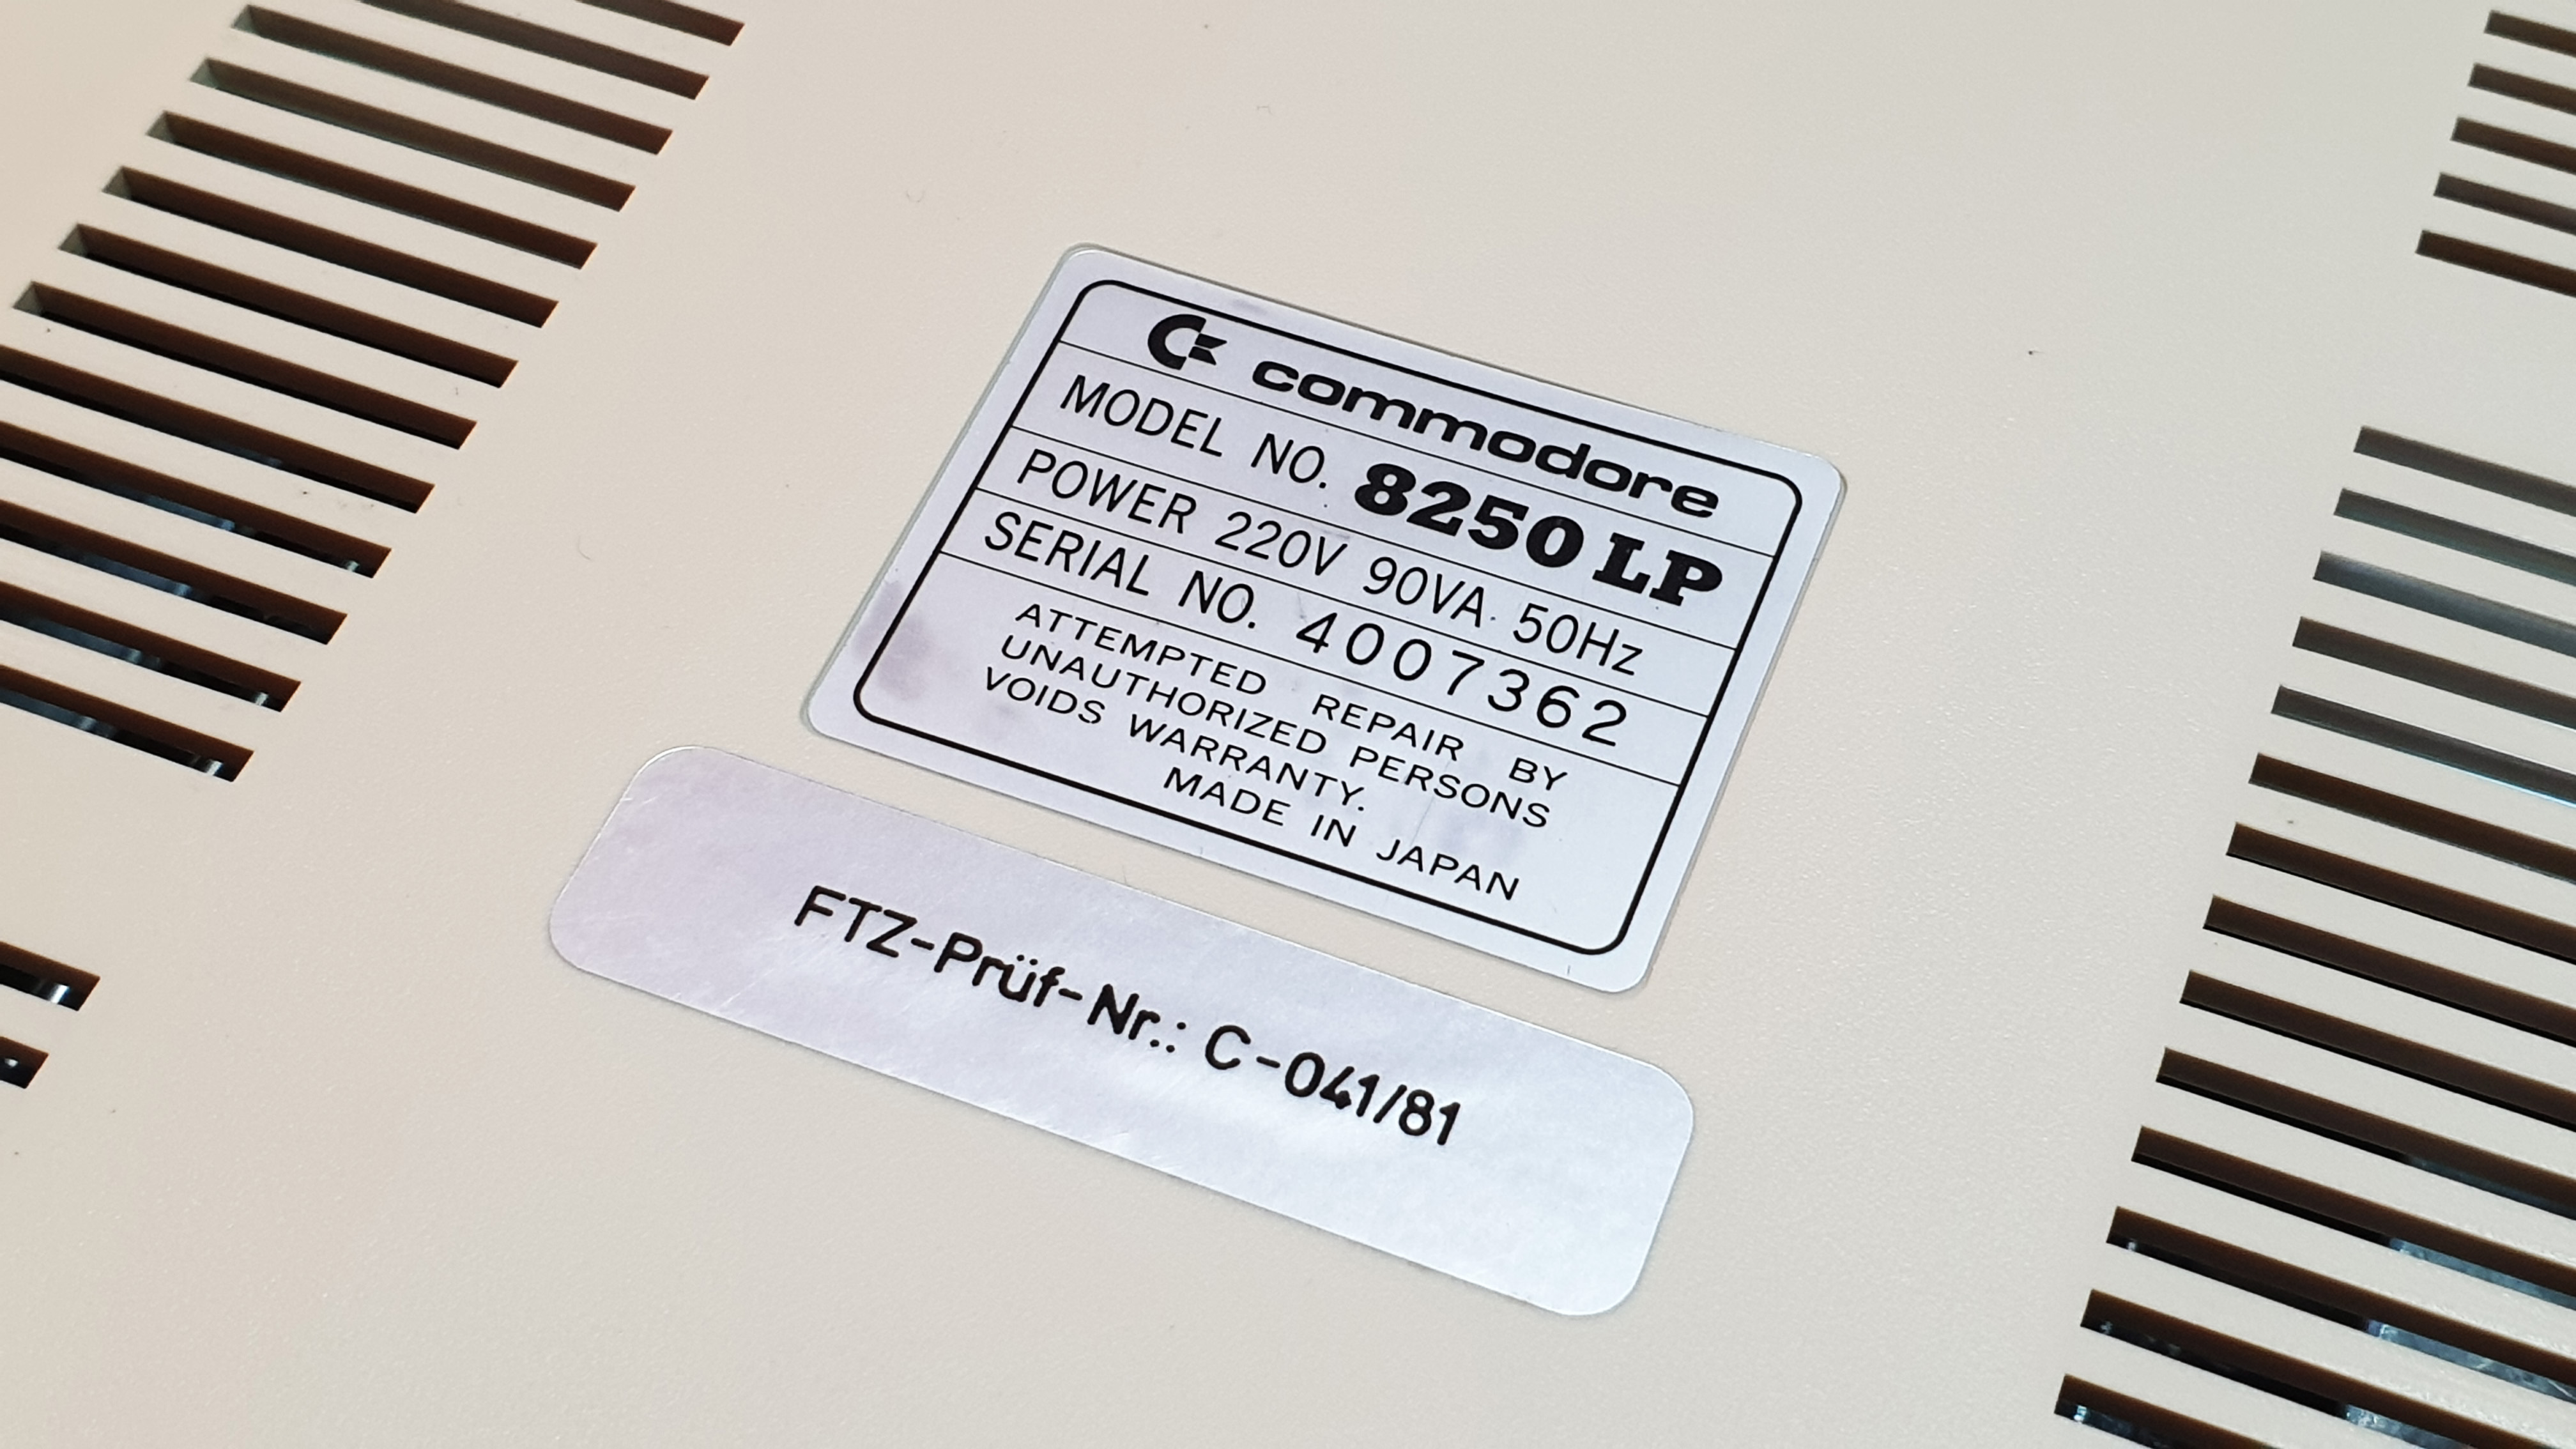 commodore
MODEL NO. 8250 LP
POWER 220V 90VA 50Hz
SERIAL NO. 4007362
ATTEMPTED REPAIR BY
UNAUTHORIZED PERSONS
VOIDS WARRANTY.
MADE IN JAPAN
FTZ-Prüf-Nr.: C-041/81